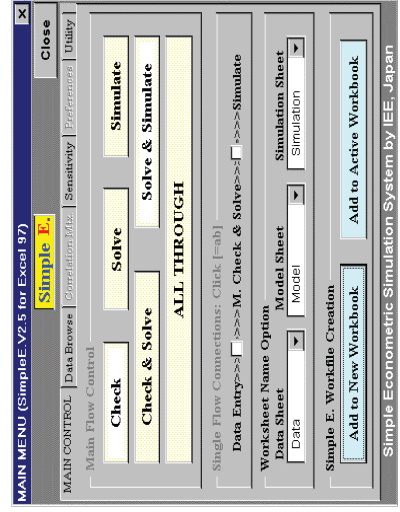 MAIN MENU (SimpleE.V2.5 for Excel 97)
Simple E.
Close
MAIN CONTROL Data Browse Correlation Mtx. Sensitivity Preferences Utility
Main Flow Control
Check Solve Simulate
Check & Solve Solve & Simulate
ALL THROUGH
Single Flow Connections: Click [=ab]
Data Entry>>> >>>M. Check & Solve>>> >>>Simulate
Worksheet Name Option
Data Sheet Model Sheet Simulation Sheet
Data Model Simulation
Simple E. Workfile Creation
Add to New Workbook Add to Active Workbook
Simple Econometric Simulation System by IEE, Japan